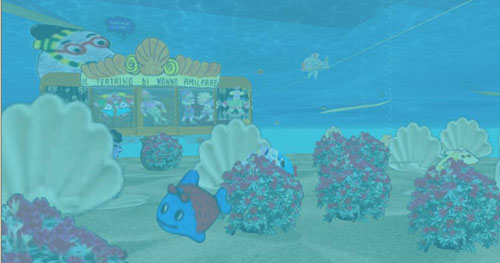 IL TEATRINO DI NONNO AMILCARE